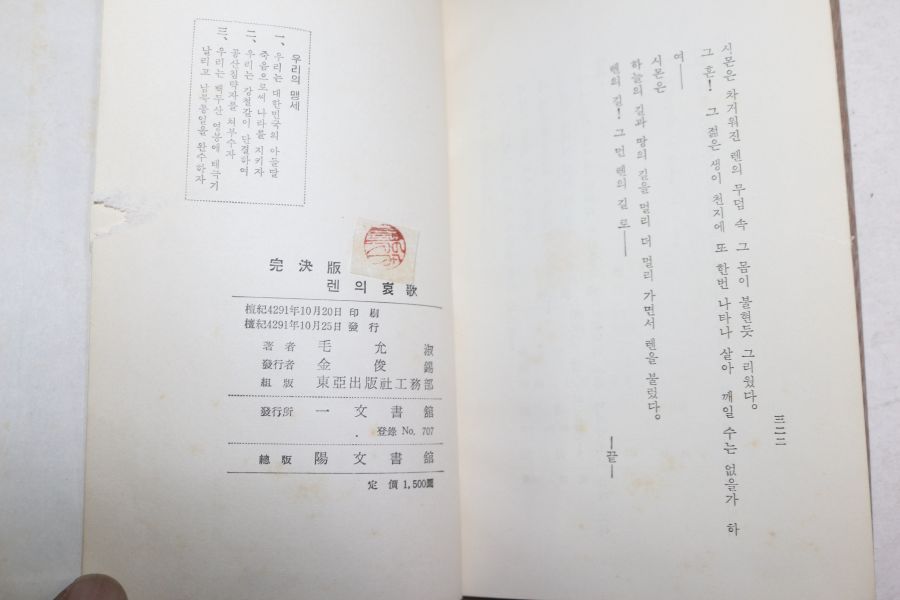 시몬은 차거워진 렌의 무덤 속 그 몸이 불현듯 그리웠다.
그 혼! 그 젊은 생이 천지에 또 한번 나타나 살아 깨일 수는 없을가 하
여——
시몬은
하늘의 길과 땅의 길을 멀리 더 멀리 가면서 렌을 불렀다.
렌의 길! 그 먼 렌의 길로——
—끝—
三二二
우리의 맹세
一、우리는 대한민국의 아들딸
죽음으로써 나라를 지키자
二、우리는 강철같이 단결하여
공산침략자를 쳐부수자
三、우리는 백두산 영봉에 태극기
날리고 남북통일을 완수하자
完決版
렌의哀歌
檀紀4291年10月20日 印刷
檀紀4291年10月25日 發行
著者 毛允淑
發行者 金俊錫
組版 東亞出版社工務部
發行所 一文書舘
登錄 No. 707
總版 陽文書舘
定價 1,500圜